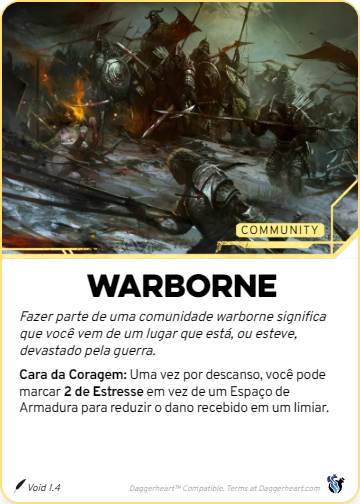 COMMUNITY
WARBORNE
Fazer parte de uma comunidade warborne significa
que você vem de um lugar que está, ou esteve,
devastado pela guerra.
Cara da Coragem: Uma vez por descanso, você pode
marcar 2 de Estresse em vez de um Espaço de
Armadura para reduzir o dano recebido em um limiar.
Void 1.4
Daggerheart™ Compatible. Terms at Daggerheart.com